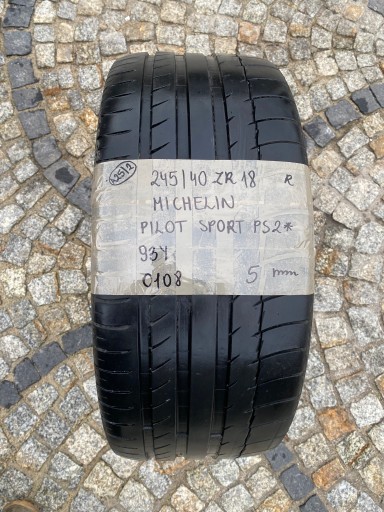 245/40 ZR 18 R
MICHELIN
PILOT SPORT PS2*
93Y
0108 5 mm